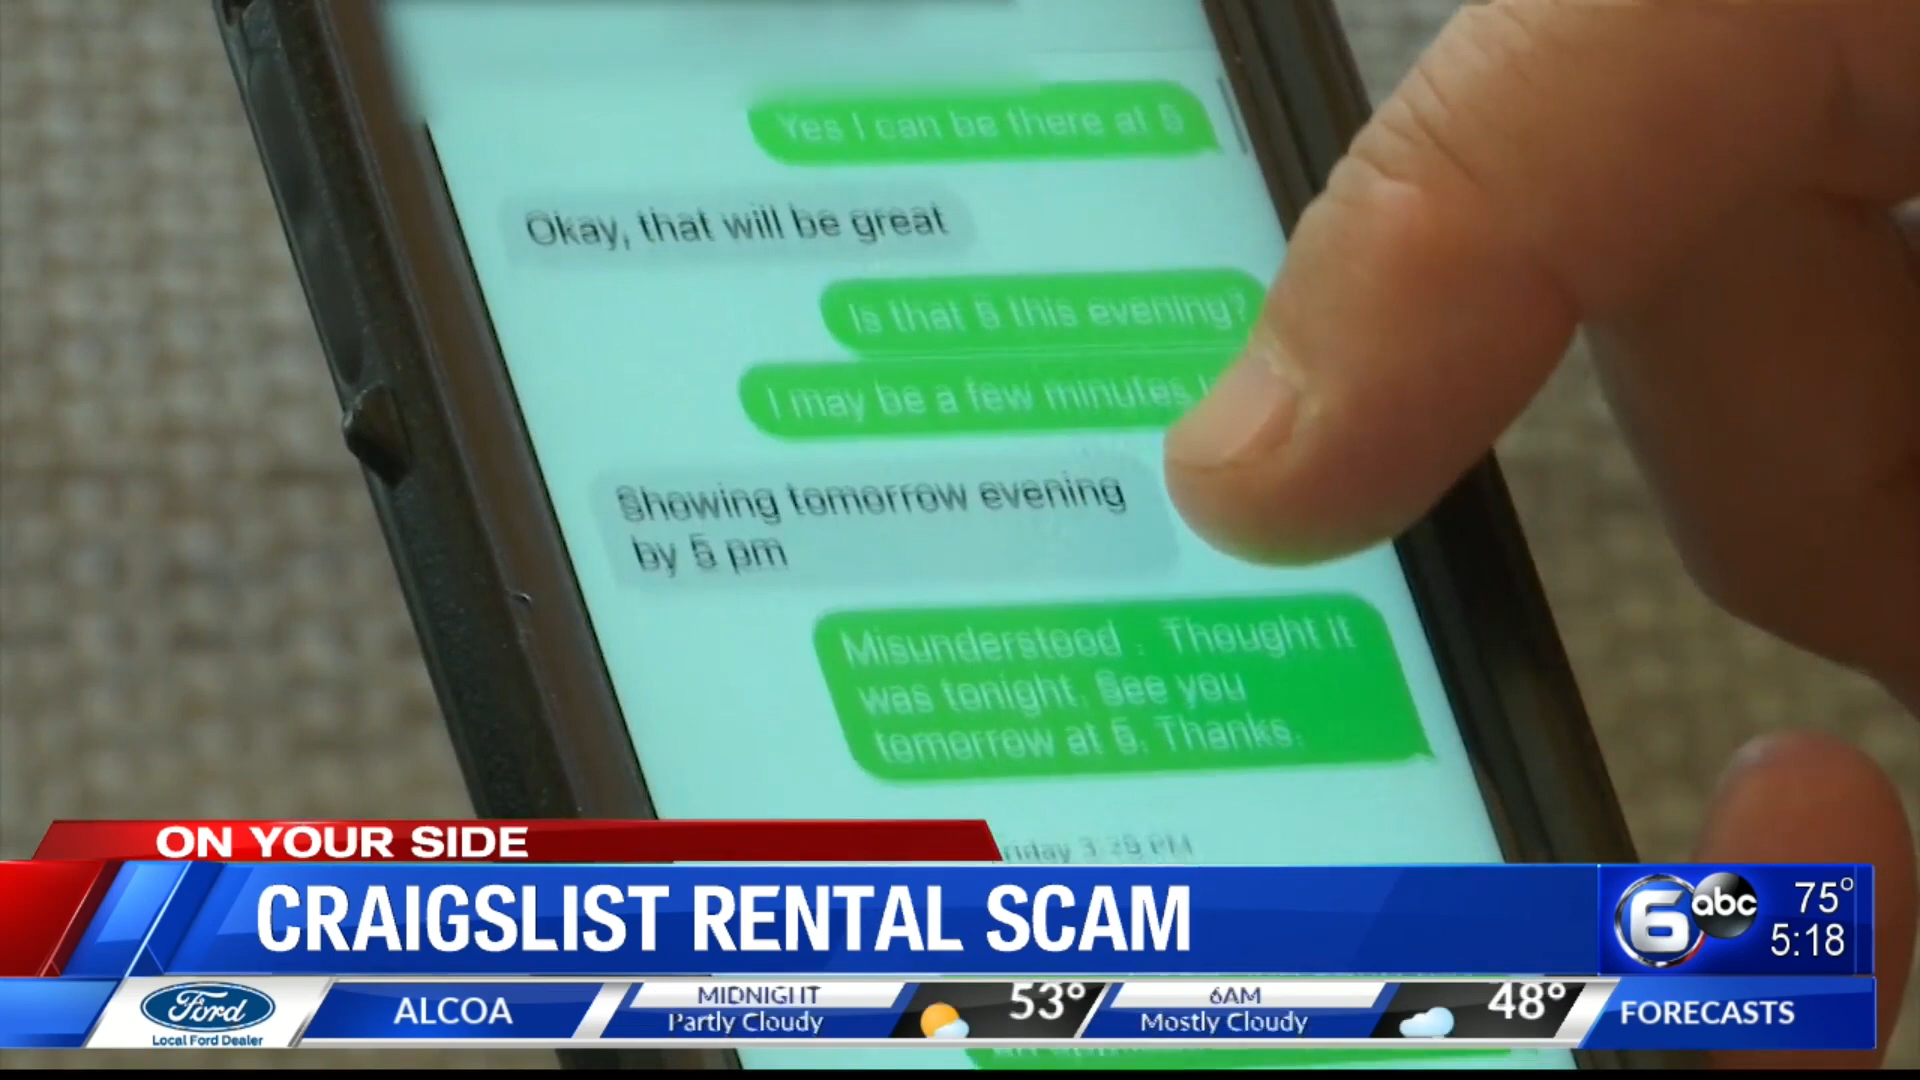 Yes I can be there at 5
Okay, that will be great
Is that 5 this evening?
I may be a few minutes
Showing tomorrow evening
by 5 pm
Misunderstood . Thought it
was tonight. See you
tomorrow at 5. Thanks.
ON YOUR SIDE
CRAIGSLIST RENTAL SCAM
6 abc
75°
5:18
Ford
Local Ford Dealer
ALCOA
MIDNIGHT
Partly Cloudy
53°
6AM
Mostly Cloudy
48°
FORECASTS